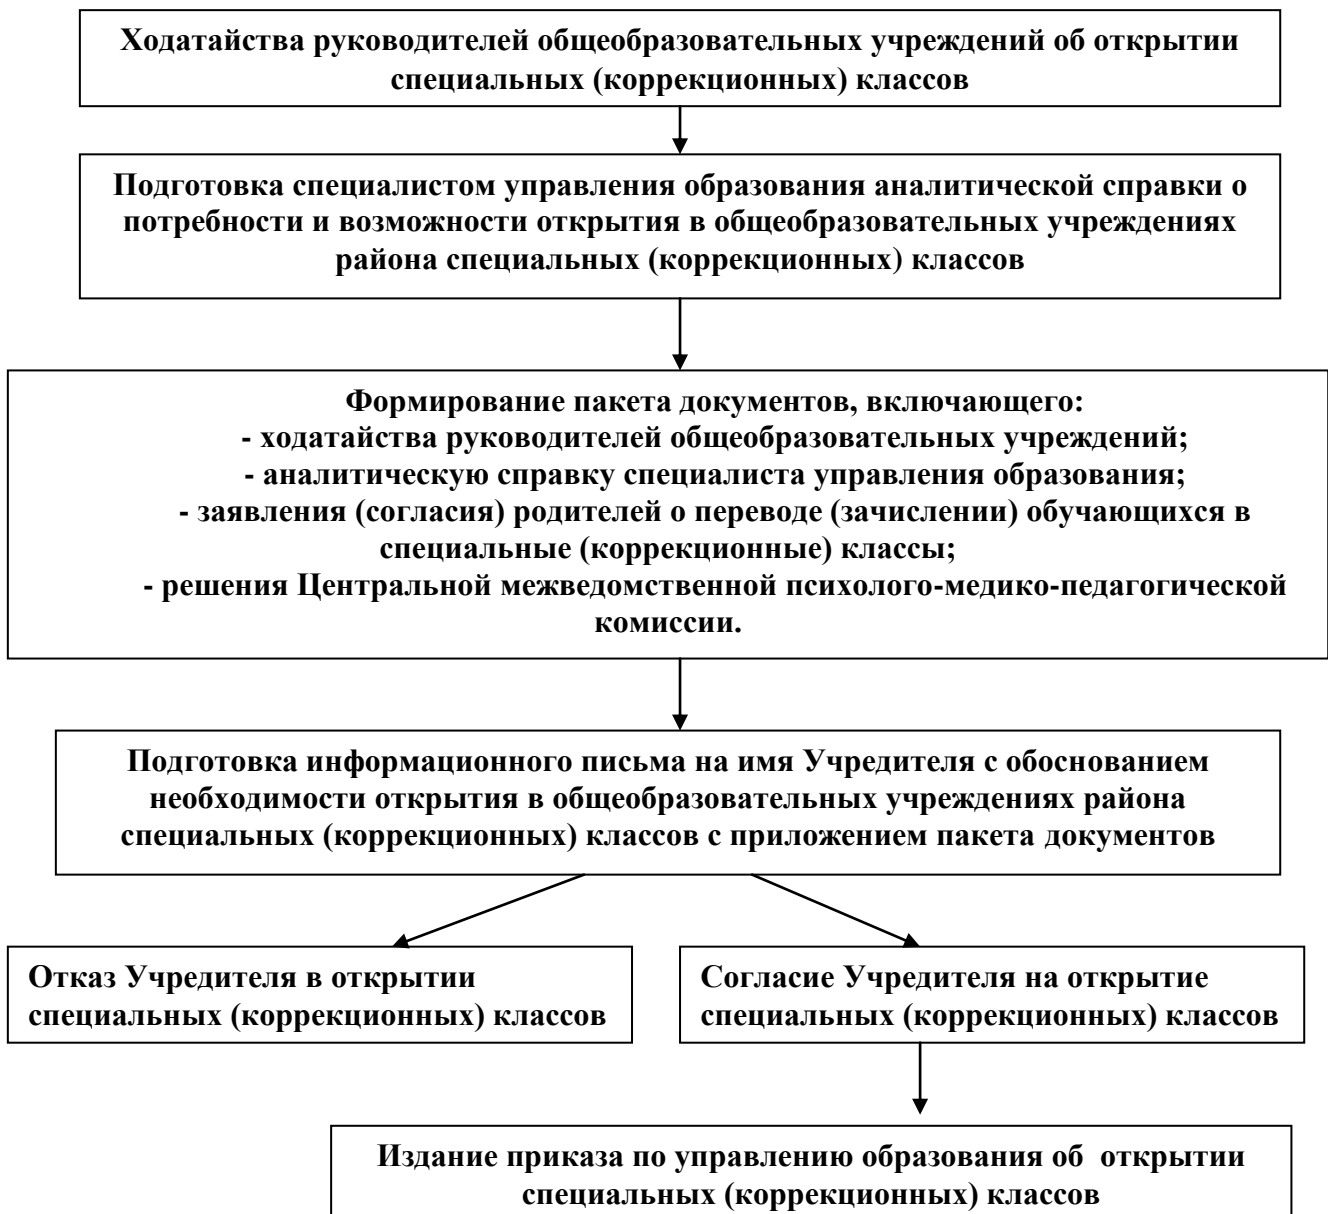 Ходатайства руководителей общеобразовательных учреждений об открытии
специальных (коррекционных) классов
Подготовка специалистом управления образования аналитической справки о
потребности и возможности открытия в общеобразовательных учреждениях
района специальных (коррекционных) классов
Формирование пакета документов, включающего:
- ходатайства руководителей общеобразовательных учреждений;
- аналитическую справку специалиста управления образования;
- заявления (согласия) родителей о переводе (зачислении) обучающихся в
специальные (коррекционные) классы;
- решения Центральной межведомственной психолого-медико-педагогической
комиссии.
Подготовка информационного письма на имя Учредителя с обоснованием
необходимости открытия в общеобразовательных учреждениях района
специальных (коррекционных) классов с приложением пакета документов
Отказ Учредителя в открытии
специальных (коррекционных) классов
Согласие Учредителя на открытие
специальных (коррекционных) классов
Издание приказа по управлению образования об открытии
специальных (коррекционных) классов